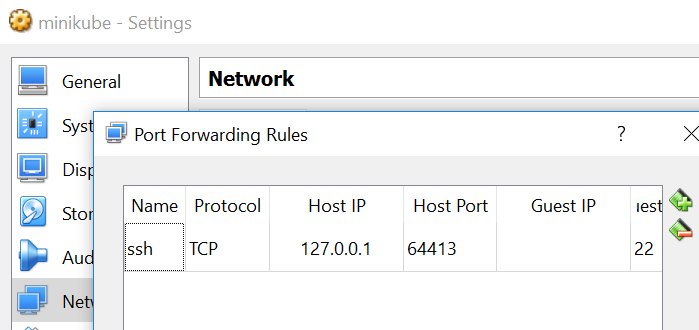 minikube - Settings
General
Network
Syst
Port Forwarding Rules ?
Disp
Name Protocol Host IP Host Port Guest IP uest
Stor
ssh TCP 127.0.0.1 64413 22
Aud
Netw